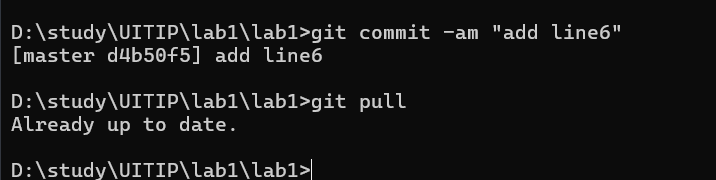 D:\study\UITIP\lab1\lab1>git commit -am "add line6"
[master d4b50f5] add line6
D:\study\UITIP\lab1\lab1>git pull
Already up to date.
D:\study\UITIP\lab1\lab1>